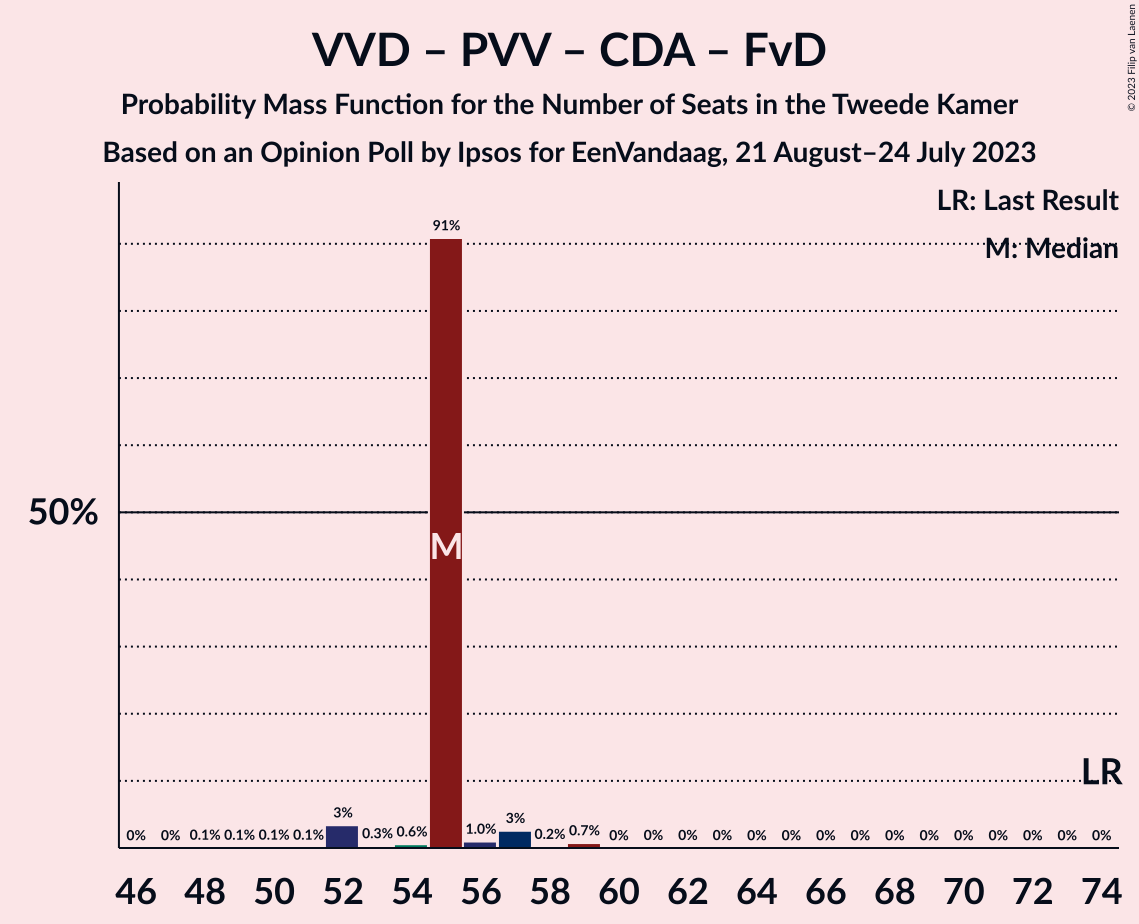 VVD – PVV – CDA – FvD
Probability Mass Function for the Number of Seats in the Tweede Kamer
Based on an Opinion Poll by Ipsos for EenVandaag, 21 August–24 July 2023
© 2023 Filip van Laenen
LR: Last Result
M: Median
91%
50%
M
LR
0% 0% 0.1% 0.1% 0.1% 0.1% 3% 0.3% 0.6% 1.0% 3% 0.2% 0.7% 0% 0% 0% 0% 0% 0% 0% 0% 0% 0% 0% 0% 0% 0% 0%
46 48 50 52 54 56 58 60 62 64 66 68 70 72 74